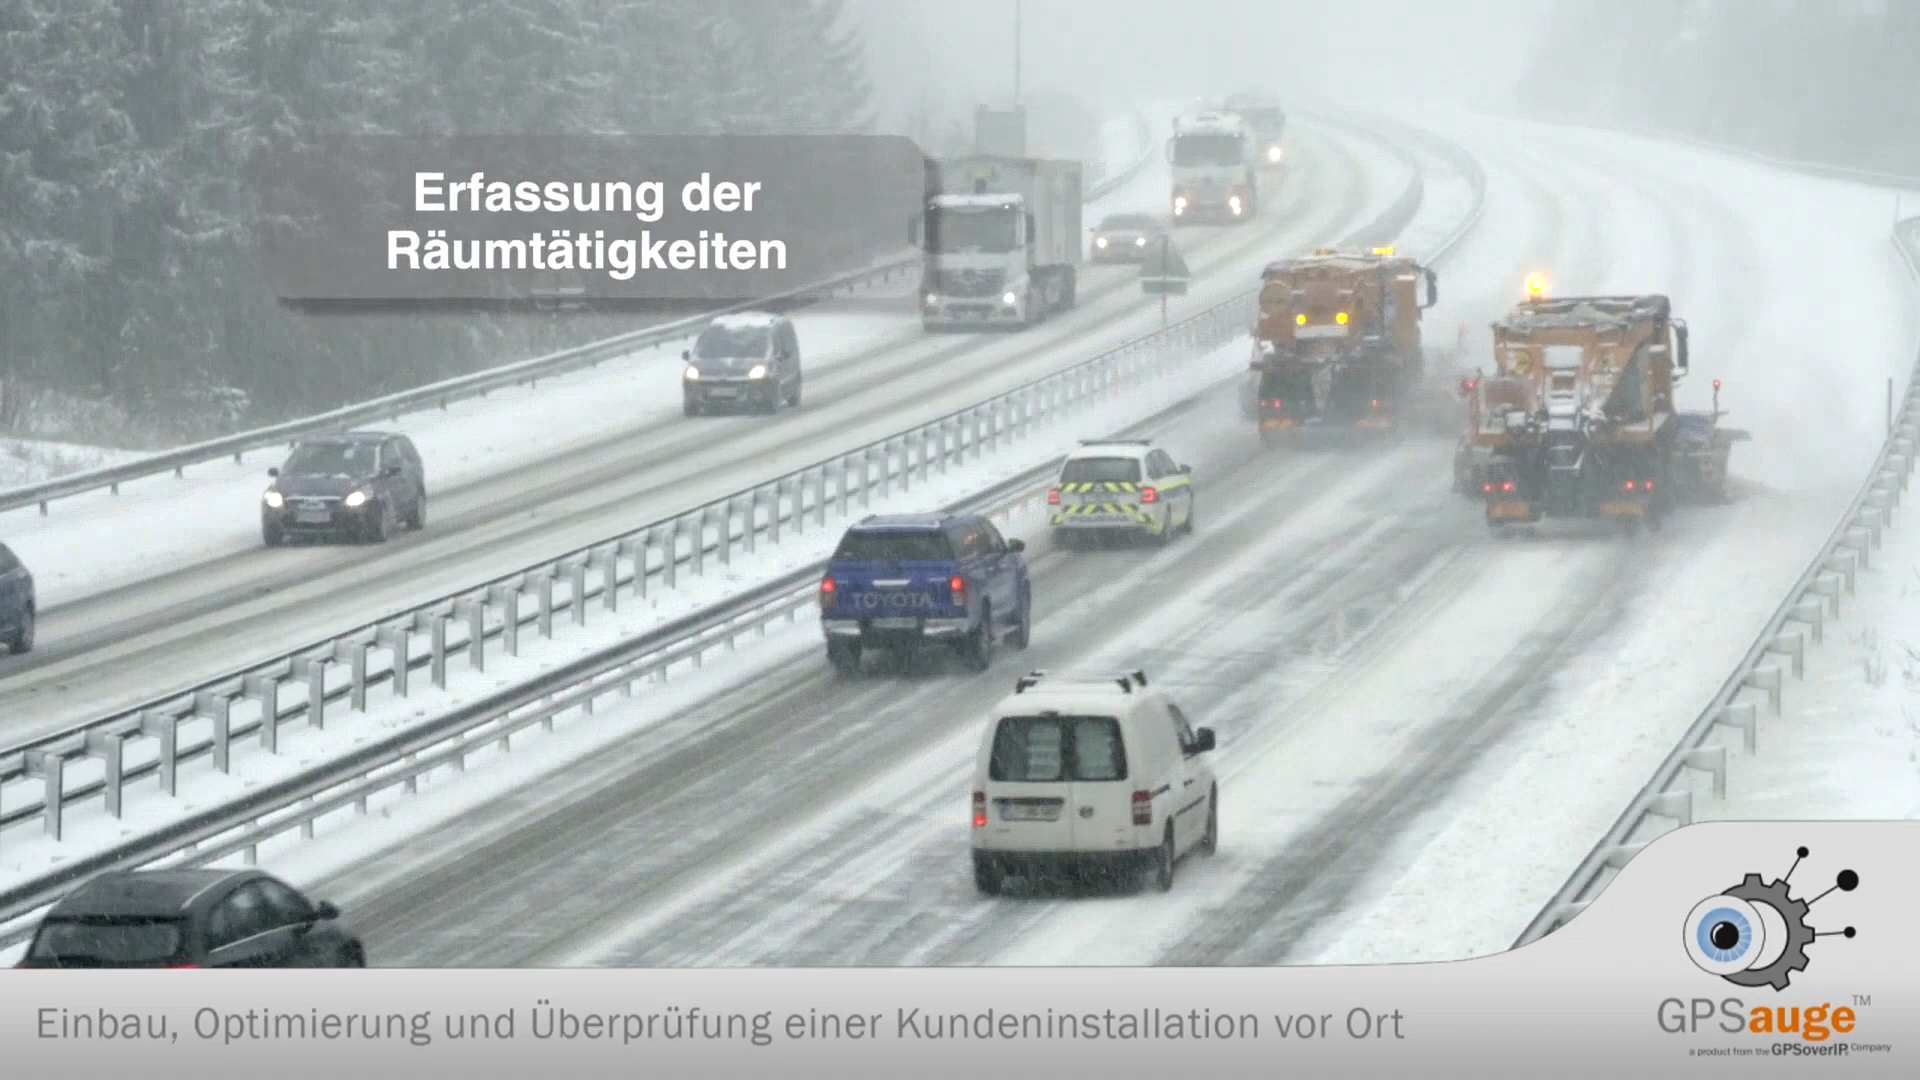 Erfassung der
Räumtätigkeiten
TOYOTA
Einbau, Optimierung und Überprüfung einer Kundeninstallation vor Ort
GPSauge™
a product from the GPSoverIP® Company